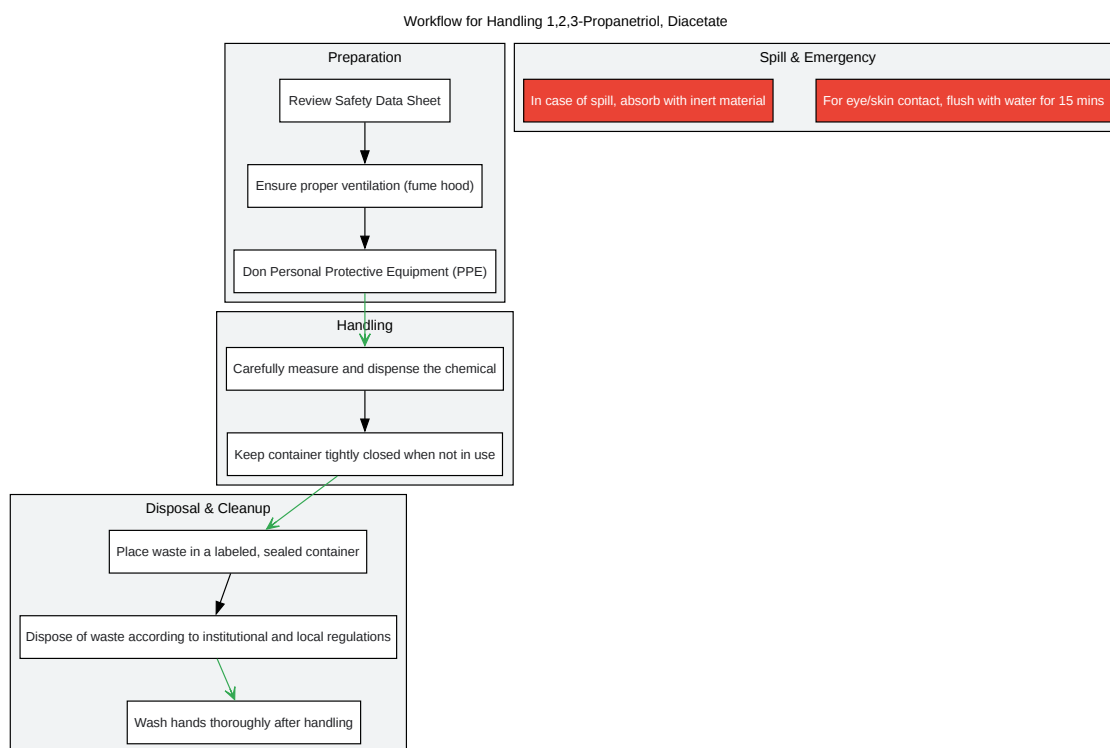 Workflow for Handling 1,2,3-Propanetriol, Diacetate
Preparation
Review Safety Data Sheet
Ensure proper ventilation (fume hood)
Don Personal Protective Equipment (PPE)
Spill & Emergency
In case of spill, absorb with inert material
For eye/skin contact, flush with water for 15 mins
Handling
Carefully measure and dispense the chemical
Keep container tightly closed when not in use
Disposal & Cleanup
Place waste in a labeled, sealed container
Dispose of waste according to institutional and local regulations
Wash hands thoroughly after handling